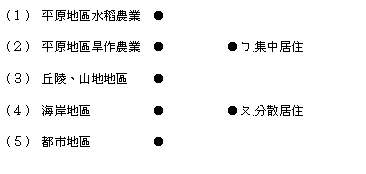 （1） 平原地區水稻農業 ●
（2） 平原地區旱作農業 ● ●ㄅ.集中居住
（3） 丘陵、山地地區 ●
（4） 海岸地區 ● ●ㄆ.分散居住
（5） 都市地區 ●